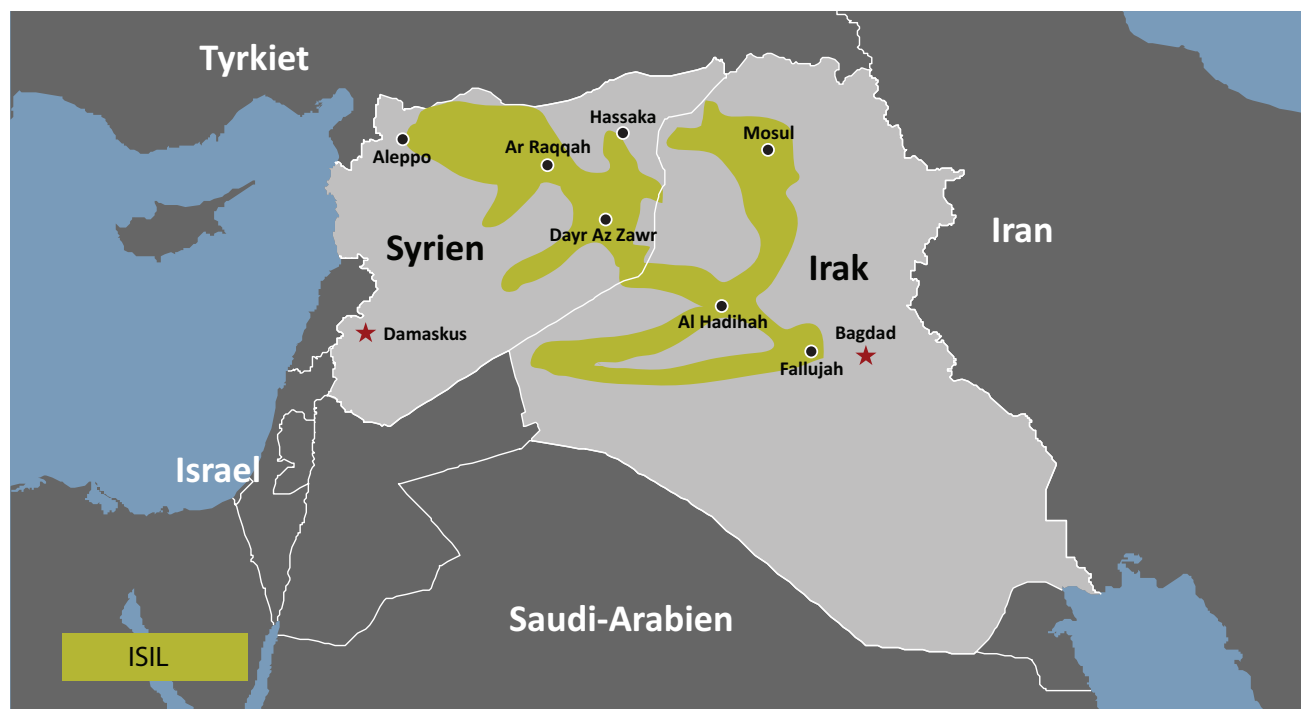 Tyrkiet
Hassaka
Mosul
Ar Raqqah
Aleppo
Iran
Dayr Az Zawr
Syrien
Irak
Al Hadihah
Damaskus
Bagdad
Fallujah
Israel
Saudi-Arabien
ISIL